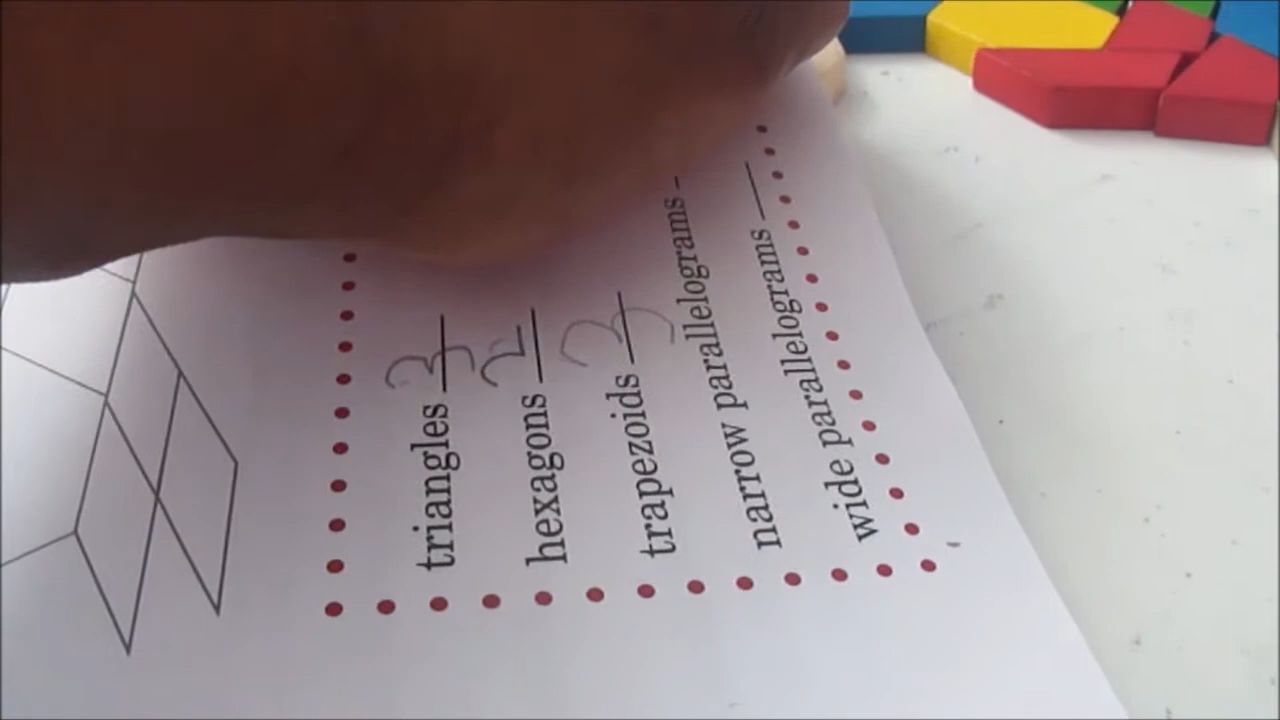 triangles 3
hexagons 2
trapezoids 3
narrow parallelograms
wide parallelograms